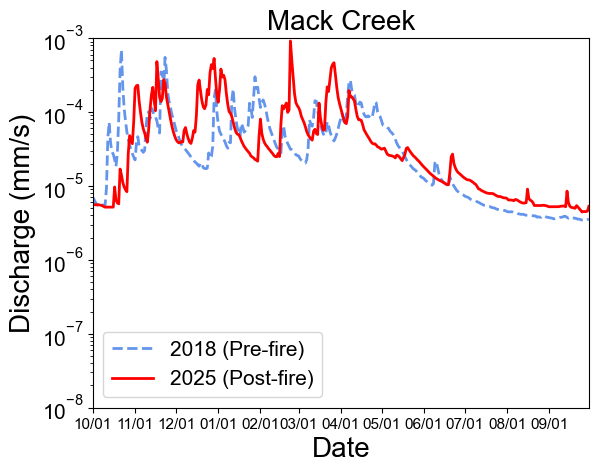 Mack Creek
Discharge (mm/s)
10⁻³
10⁻⁴
10⁻⁵
10⁻⁶
10⁻⁷
10⁻⁸
2018 (Pre-fire)
2025 (Post-fire)
10/01 11/01 12/01 01/01 02/01 03/01 04/01 05/01 06/01 07/01 08/01 09/01
Date